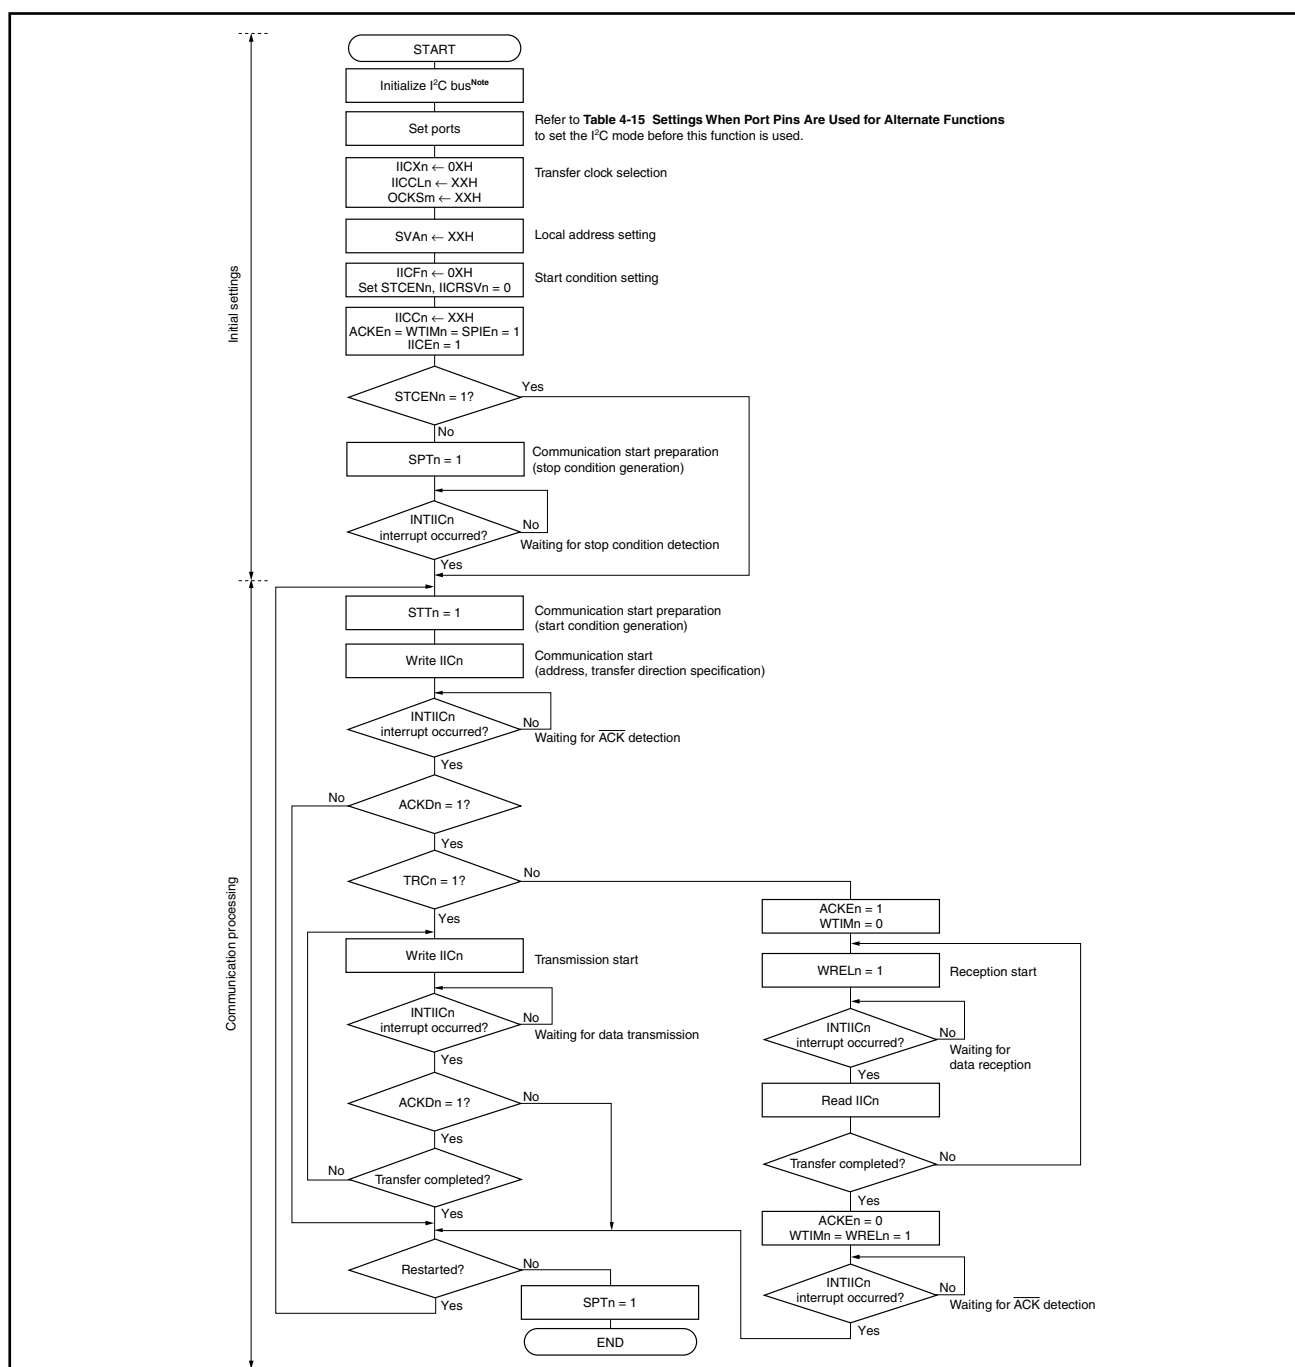 START
Initialize I²C bus^Note
Set ports
Refer to Table 4-15 Settings When Port Pins Are Used for Alternate Functions
to set the I²C mode before this function is used.
IICXn ← 0XH
IICCLn ← XXH
OCKSm ← XXH
Transfer clock selection
SVAn ← XXH
Local address setting
IICFn ← 0XH
Set STCENn, IICRSVn = 0
Start condition setting
IICCn ← XXH
ACKEn = WTIMn = SPIEn = 1
IICEn = 1
Initial settings
STCENn = 1?
Yes
No
SPTn = 1
Communication start preparation
(stop condition generation)
INTIICn
interrupt occurred?
No
Waiting for stop condition detection
Yes
STTn = 1
Communication start preparation
(start condition generation)
Write IICn
Communication start
(address, transfer direction specification)
INTIICn
interrupt occurred?
No
Waiting for A̅C̅K̅ detection
Yes
ACKDn = 1?
No
Yes
TRCn = 1?
No
Yes
Communication processing
Write IICn
Transmission start
INTIICn
interrupt occurred?
No
Waiting for data transmission
Yes
ACKDn = 1?
No
Yes
Transfer completed?
No
Yes
ACKEn = 1
WTIMn = 0
WRELn = 1
Reception start
INTIICn
interrupt occurred?
No
Waiting for
data reception
Yes
Read IICn
Transfer completed?
No
Yes
ACKEn = 0
WTIMn = WRELn = 1
INTIICn
interrupt occurred?
No
Waiting for A̅C̅K̅ detection
Yes
Restarted?
No
Yes
SPTn = 1
END